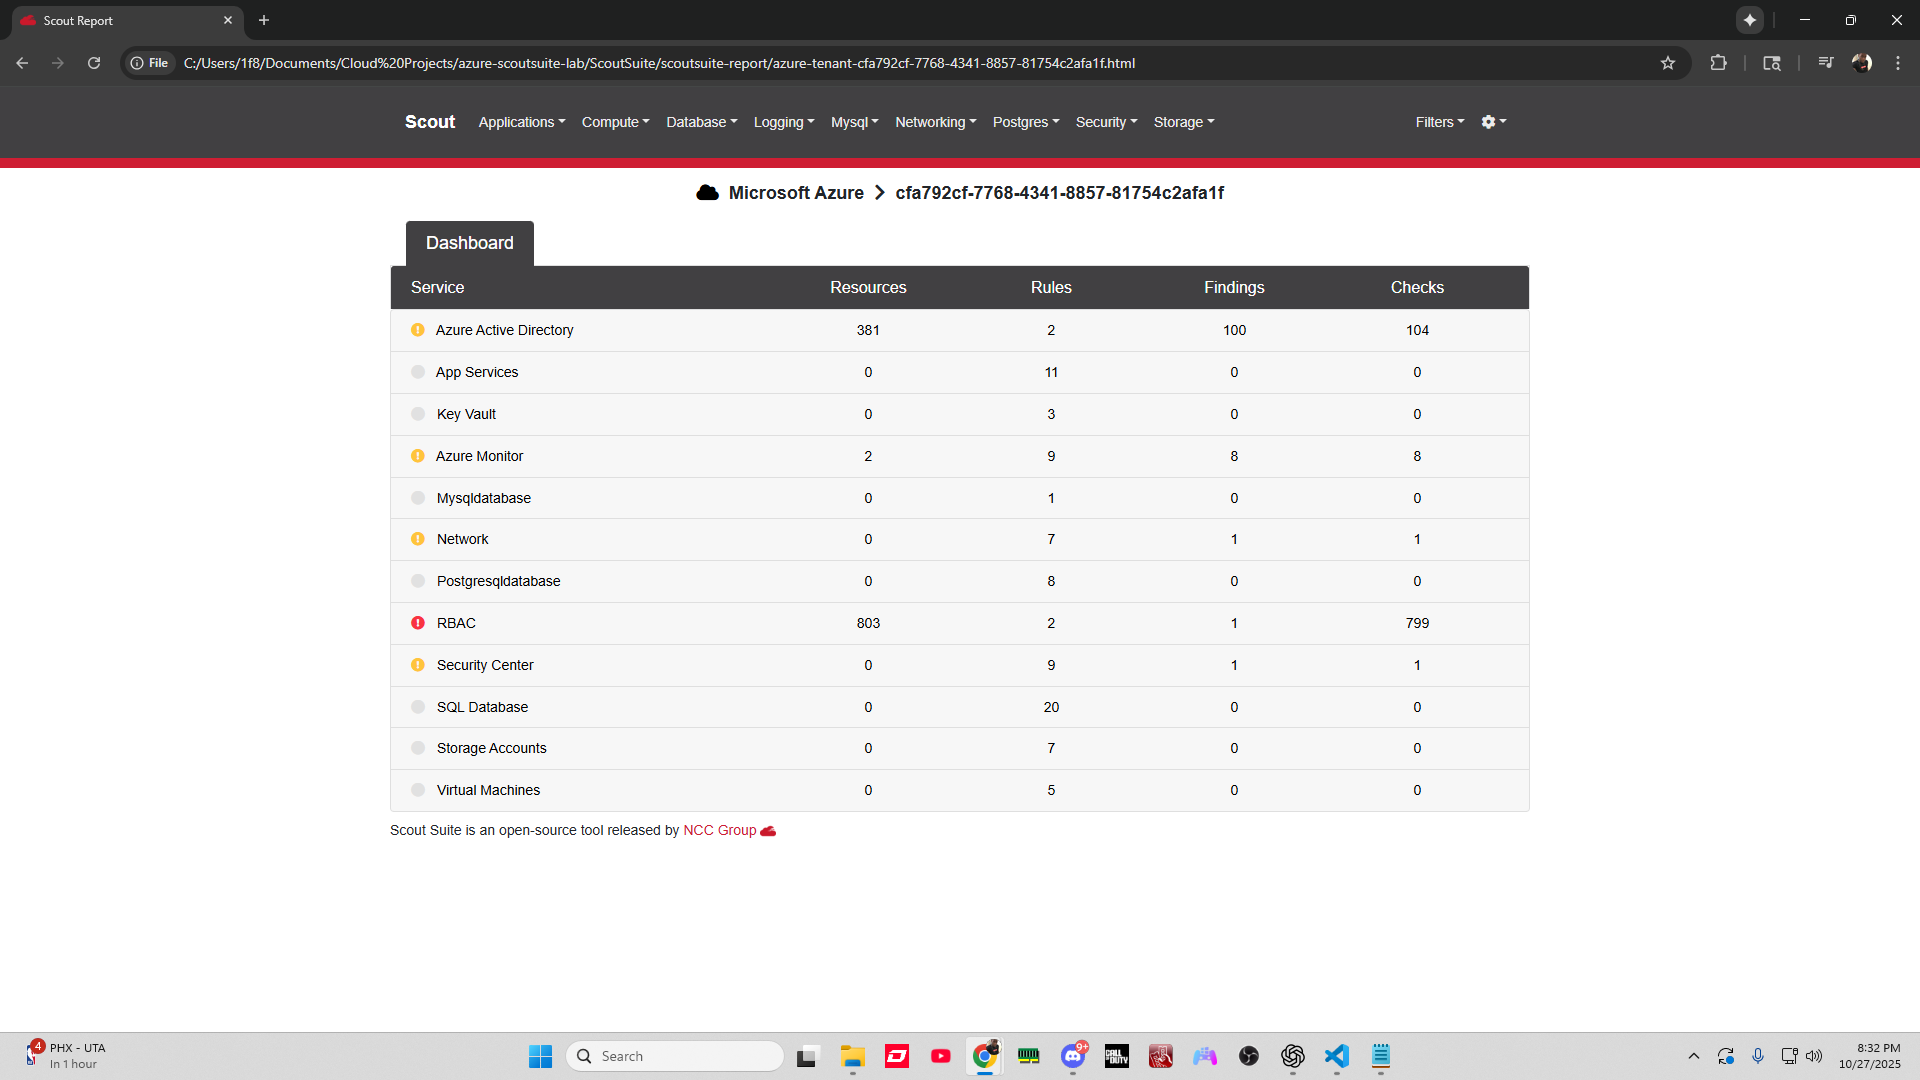 Scout Report
File C:/Users/1f8/Documents/Cloud%20Projects/azure-scoutsuite-lab/ScoutSuite/scoutsuite-report/azure-tenant-cfa792cf-7768-4341-8857-81754c2afa1f.html
Scout Applications Compute Database Logging Mysql Networking Postgres Security Storage Filters
Microsoft Azure cfa792cf-7768-4341-8857-81754c2afa1f
Dashboard
Service Resources Rules Findings Checks
Azure Active Directory 381 2 100 104
App Services 0 11 0 0
Key Vault 0 3 0 0
Azure Monitor 2 9 8 8
Mysqldatabase 0 1 0 0
Network 0 7 1 1
Postgresqldatabase 0 8 0 0
RBAC 803 2 1 799
Security Center 0 9 1 1
SQL Database 0 20 0 0
Storage Accounts 0 7 0 0
Virtual Machines 0 5 0 0
Scout Suite is an open-source tool released by NCC Group
4 PHX - UTA
In 1 hour
Search
9+
CALL OF DUTY
8:32 PM
10/27/2025